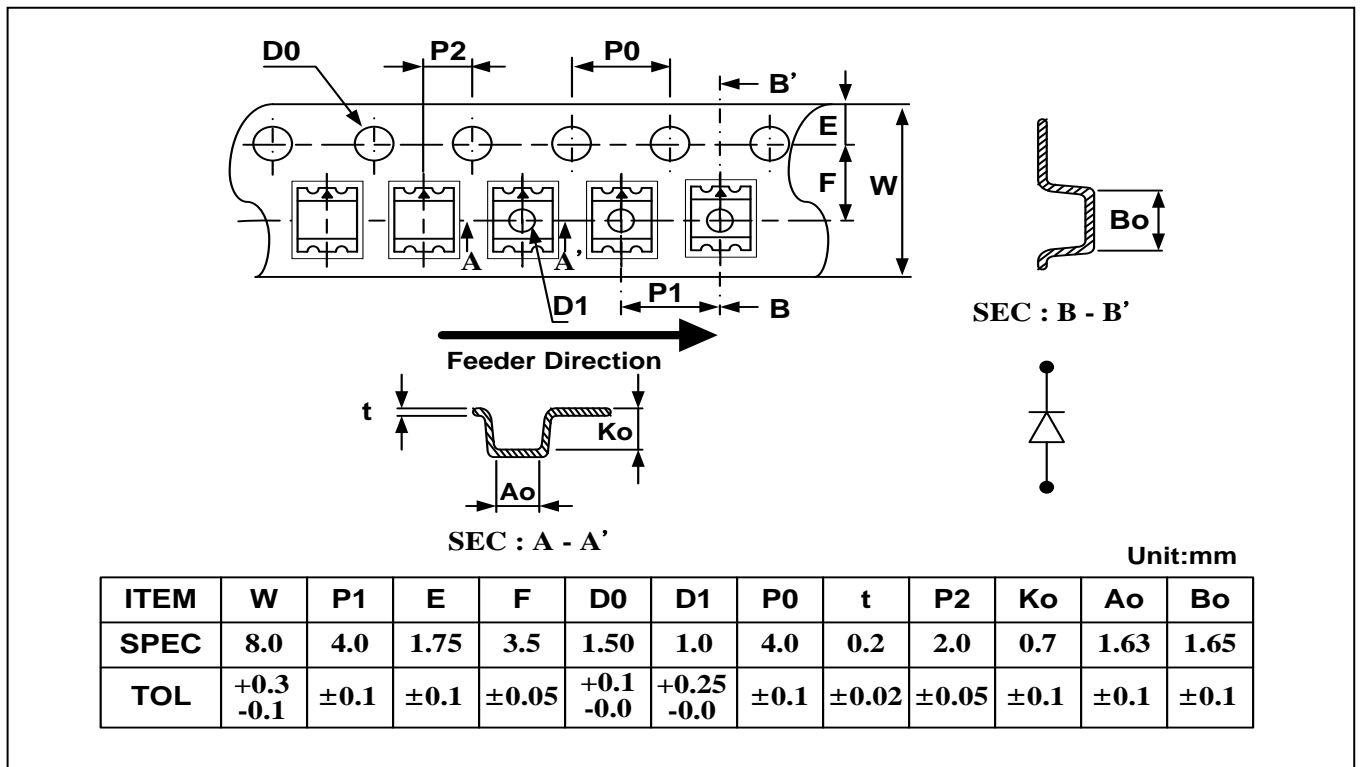 D0 P2 P0 B’
E
F W
A A’
D1 P1 B
Bo
SEC : B - B’
Feeder Direction
t Ko
Ao
SEC : A - A’
Unit:mm
ITEM W P1 E F D0 D1 P0 t P2 Ko Ao Bo
SPEC 8.0 4.0 1.75 3.5 1.50 1.0 4.0 0.2 2.0 0.7 1.63 1.65
TOL +0.3 -0.1 ±0.1 ±0.1 ±0.05 +0.1 -0.0 +0.25 -0.0 ±0.1 ±0.02 ±0.05 ±0.1 ±0.1 ±0.1